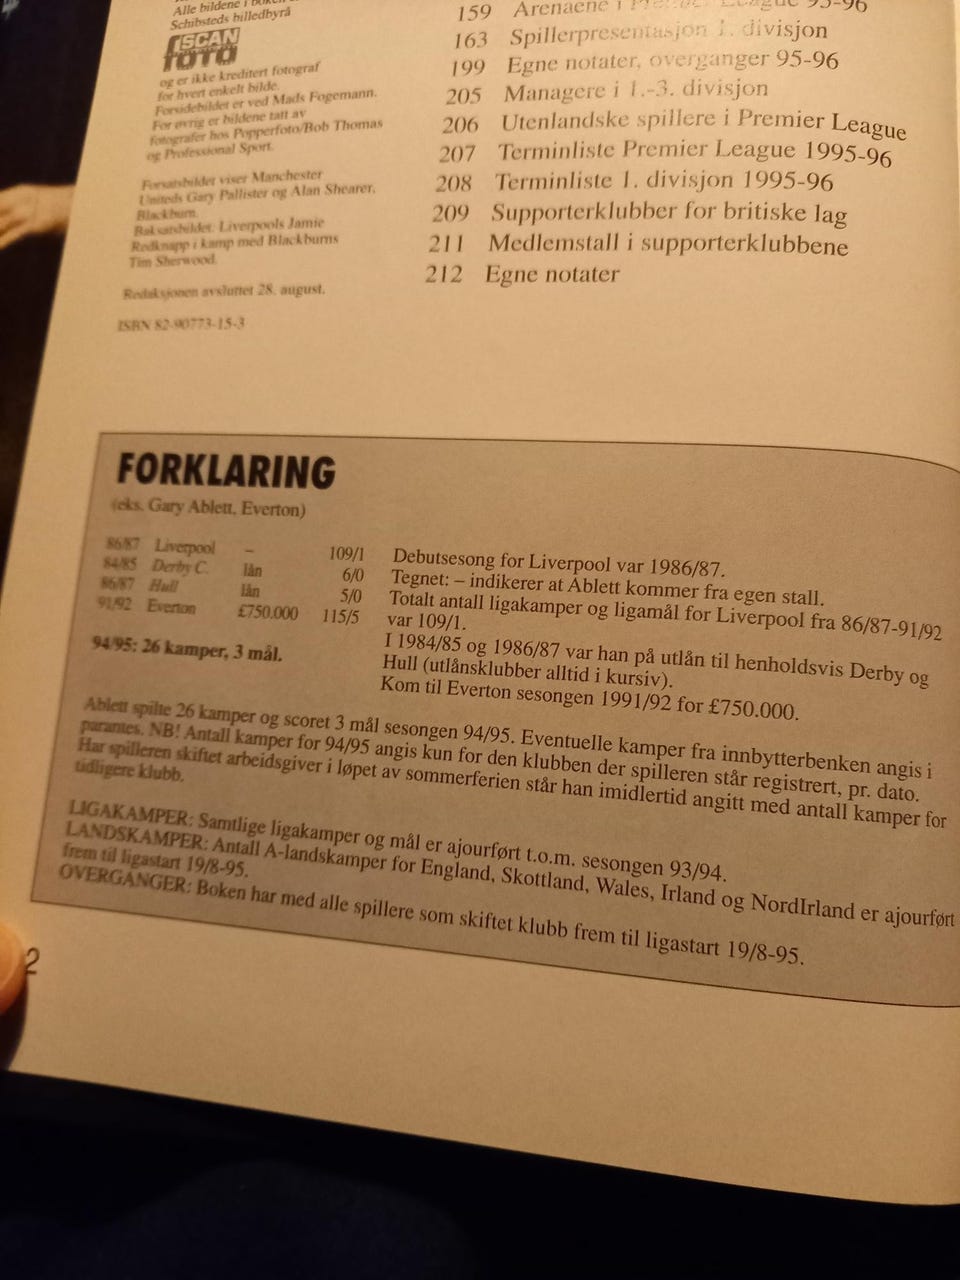 Alle bildene i boken er
Schibsteds billedbyrå
SCAN
FOTO
og er ikke kreditert fotograf
for hvert enkelt bilde.
Forsidebildet er ved Mads Fogemann.
For øvrig er bildene tatt av
fotografer hos Popperfoto/Bob Thomas
og Professional Sport.
Forsatsbildet viser Manchester
Uniteds Gary Pallister og Alan Shearer,
Blackburn.
Baksatsbildet: Liverpools Jamie
Redknapp i kamp med Blackburns
Tim Sherwood.
Redaksjonen avsluttet 28. august.
ISBN 82-90773-15-3
159 Arenaene i Premier League 95-96
163 Spillerpresentasjon 1. divisjon
199 Egne notater, overganger 95-96
205 Managere i 1.-3. divisjon
206 Utenlandske spillere i Premier League
207 Terminliste Premier League 1995-96
208 Terminliste 1. divisjon 1995-96
209 Supporterklubber for britiske lag
211 Medlemstall i supporterklubbene
212 Egne notater
FORKLARING
(eks. Gary Ablett, Everton)
86/87 Liverpool – 109/1
84/85 Derby C. lån 6/0
86/87 Hull lån 5/0
91/92 Everton £750.000 115/5
94/95: 26 kamper, 3 mål.
Debutsesong for Liverpool var 1986/87.
Tegnet: – indikerer at Ablett kommer fra egen stall.
Totalt antall ligakamper og ligamål for Liverpool fra 86/87-91/92
var 109/1.
I 1984/85 og 1986/87 var han på utlån til henholdsvis Derby og
Hull (utlånsklubber alltid i kursiv).
Kom til Everton sesongen 1991/92 for £750.000.
Ablett spilte 26 kamper og scoret 3 mål sesongen 94/95. Eventuelle kamper fra innbytterbenken angis i
parantes. NB! Antall kamper for 94/95 angis kun for den klubben der spilleren står registrert, pr. dato.
Har spilleren skiftet arbeidsgiver i løpet av sommerferien står han imidlertid angitt med antall kamper for
tidligere klubb.
LIGAKAMPER: Samtlige ligakamper og mål er ajourført t.o.m. sesongen 93/94.
LANDSKAMPER: Antall A-landskamper for England, Skottland, Wales, Irland og NordIrland er ajourført
frem til ligastart 19/8-95.
OVERGANGER: Boken har med alle spillere som skiftet klubb frem til ligastart 19/8-95.
2